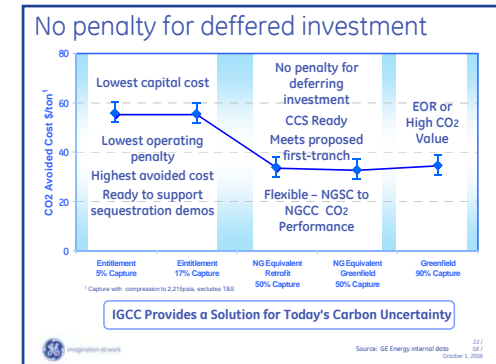 No penalty for deffered investment
CO2 Avoided Cost $/ton¹
80
60
40
20
0
Lowest capital cost
Lowest operating
penalty
Highest avoided cost
Ready to support
sequestration demos
No penalty for
deferring
investment
CCS Ready
Meets proposed
first-tranch
Flexible – NGSC to
NGCC CO2
Performance
EOR or
High CO2
Value
Entitlement
5% Capture
Eintitlement
17% Capture
NG Equivalent
Retrofit
50% Capture
NG Equivalent
Greenfield
50% Capture
Greenfield
90% Capture
¹ Capture with compression to 2,215psia, excludes T&S
IGCC Provides a Solution for Today's Carbon Uncertainty
imagination at work
Source: GE Energy internal data
22 /
GE /
October 1, 2008